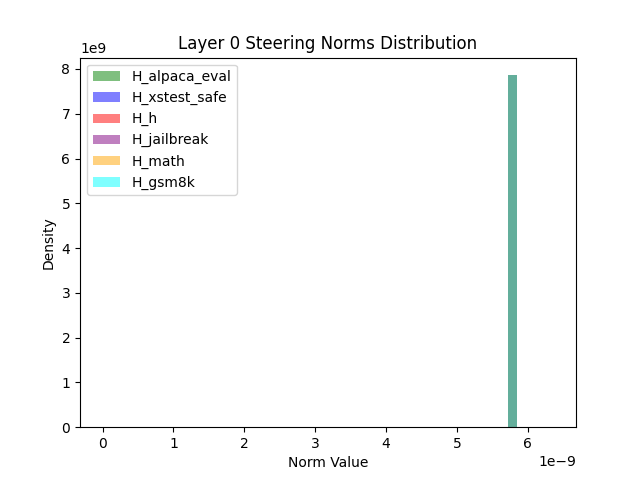 Layer 0 Steering Norms Distribution
1e9
H_alpaca_eval
H_xstest_safe
H_h
H_jailbreak
H_math
H_gsm8k
8
7
6
5
4
3
2
1
0
Density
0 1 2 3 4 5 6
1e−9
Norm Value